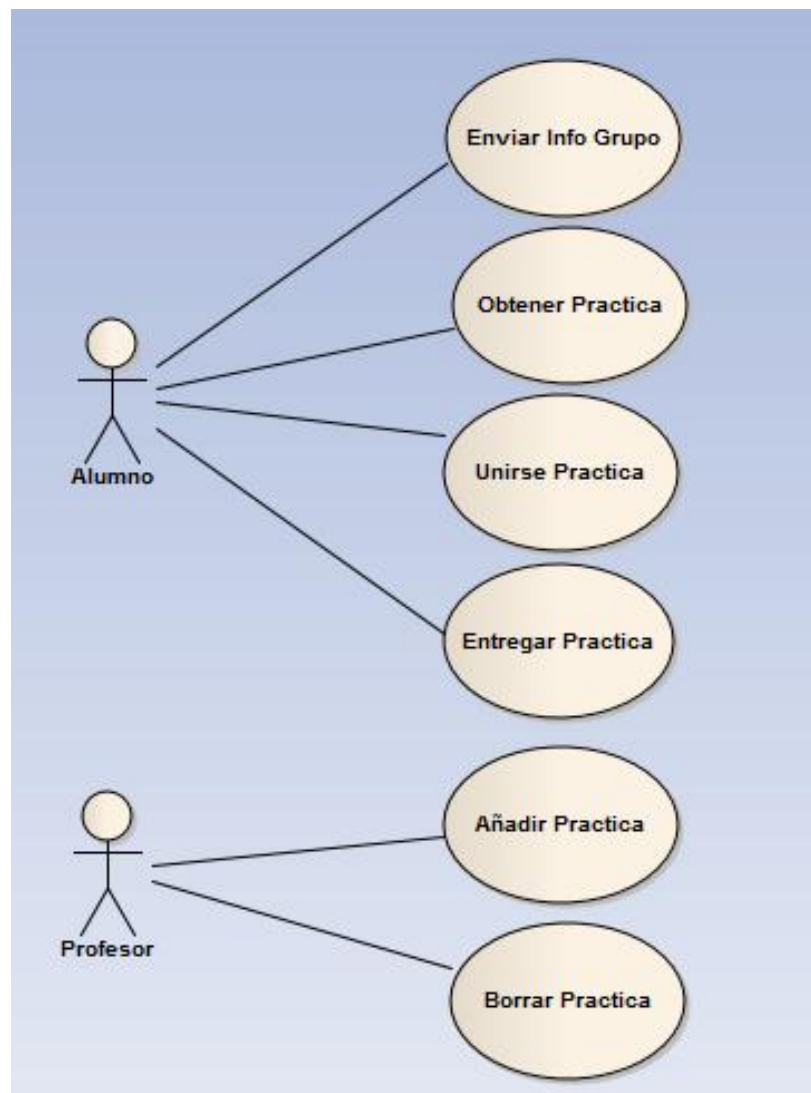 Enviar Info Grupo
Obtener Practica
Alumno
Unirse Practica
Entregar Practica
Añadir Practica
Profesor
Borrar Practica